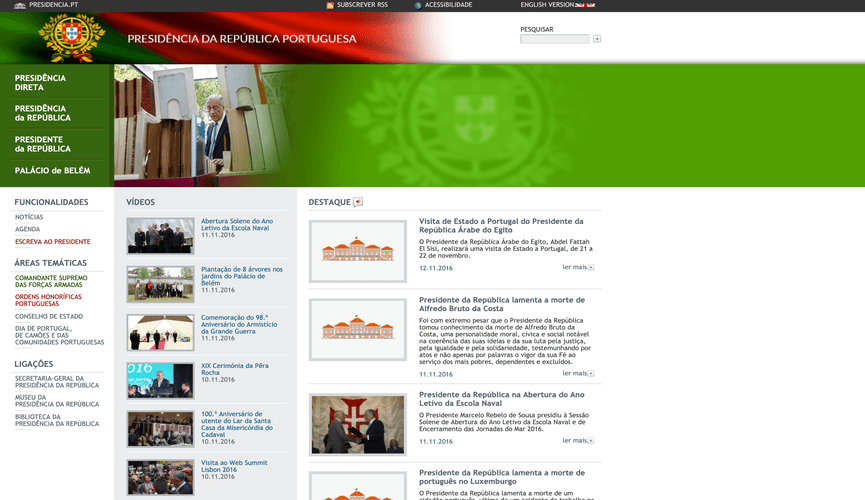 PRESIDENCIA.PT
SUBSCREVER RSS
ACESSIBILIDADE
ENGLISH VERSION
PRESIDÊNCIA DA REPÚBLICA PORTUGUESA
PESQUISAR
PRESIDÊNCIA
DIRETA
PRESIDÊNCIA
da REPÚBLICA
PRESIDENTE
da REPÚBLICA
PALÁCIO de BELÉM
FUNCIONALIDADES
NOTÍCIAS
AGENDA
ESCREVA AO PRESIDENTE
ÁREAS TEMÁTICAS
COMANDANTE SUPREMO
DAS FORÇAS ARMADAS
ORDENS HONORÍFICAS
PORTUGUESAS
CONSELHO DE ESTADO
DIA DE PORTUGAL,
DE CAMÕES E DAS
COMUNIDADES PORTUGUESAS
LIGAÇÕES
SECRETARIA-GERAL DA
PRESIDÊNCIA DA REPÚBLICA
MUSEU DA
PRESIDÊNCIA DA REPÚBLICA
BIBLIOTECA DA
PRESIDÊNCIA DA REPÚBLICA
VÍDEOS
Abertura Solene do Ano
Letivo da Escola Naval
11.11.2016
Plantação de 8 árvores nos
jardins do Palácio de
Belém
11.11.2016
Comemoração do 98.º
Aniversário do Armistício
da Grande Guerra
11.11.2016
XIX Cerimónia da Pêra
Rocha
10.11.2016
100.º Aniversário de
utente do Lar da Santa
Casa da Misericórdia do
Cadaval
10.11.2016
Visita ao Web Summit
Lisbon 2016
10.11.2016
DESTAQUE
Visita de Estado a Portugal do Presidente da
República Árabe do Egito
O Presidente da República Árabe do Egito, Abdel Fattah
El Sisi, realizará uma visita de Estado a Portugal, de 21 a
22 de novembro.
12.11.2016
ler mais
Presidente da República lamenta a morte de
Alfredo Bruto da Costa
Foi com extremo pesar que o Presidente da República
tomou conhecimento da morte de Alfredo Bruto da
Costa, uma personalidade moral, cívica e social notável
na coerência das suas ideias e da sua luta pela justiça,
pela igualdade e pela solidariedade, testemunhando por
atos e não apenas por palavras o vigor da sua Fé ao
serviço dos mais pobres, dependentes e excluídos.
11.11.2016
ler mais
Presidente da República na Abertura do Ano
Letivo da Escola Naval
O Presidente Marcelo Rebelo de Sousa presidiu à Sessão
Solene de Abertura do Ano Letivo da Escola Naval e de
Encerramento das Jornadas do Mar 2016.
11.11.2016
ler mais
Presidente da República lamenta a morte de
português no Luxemburgo
O Presidente da República lamenta a morte de um